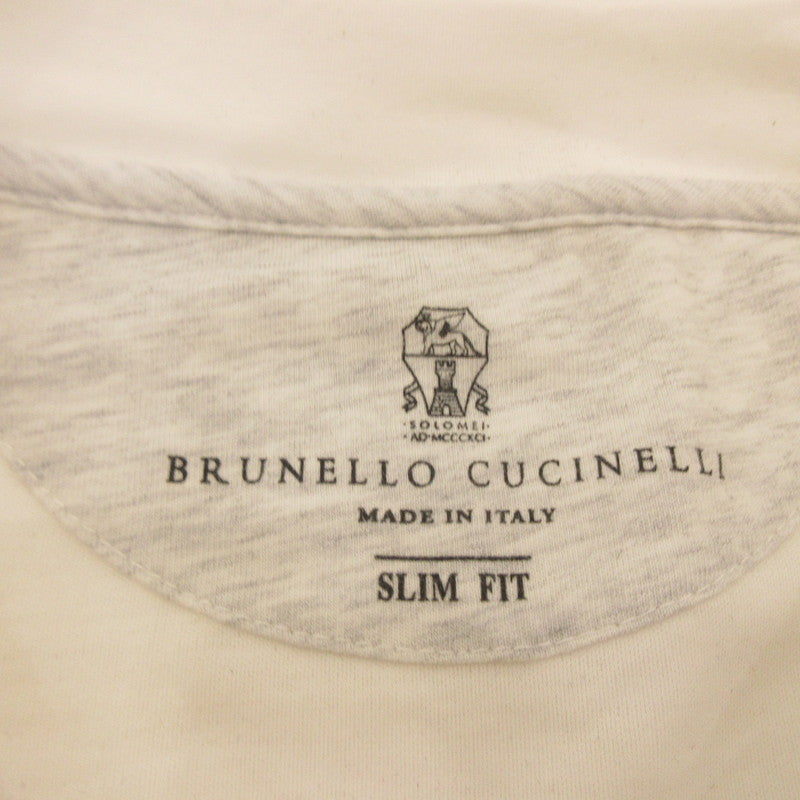 ·SOLOMEI·
·AD·MCCCXCI·
BRUNELLO CUCINELLI
MADE IN ITALY
SLIM FIT